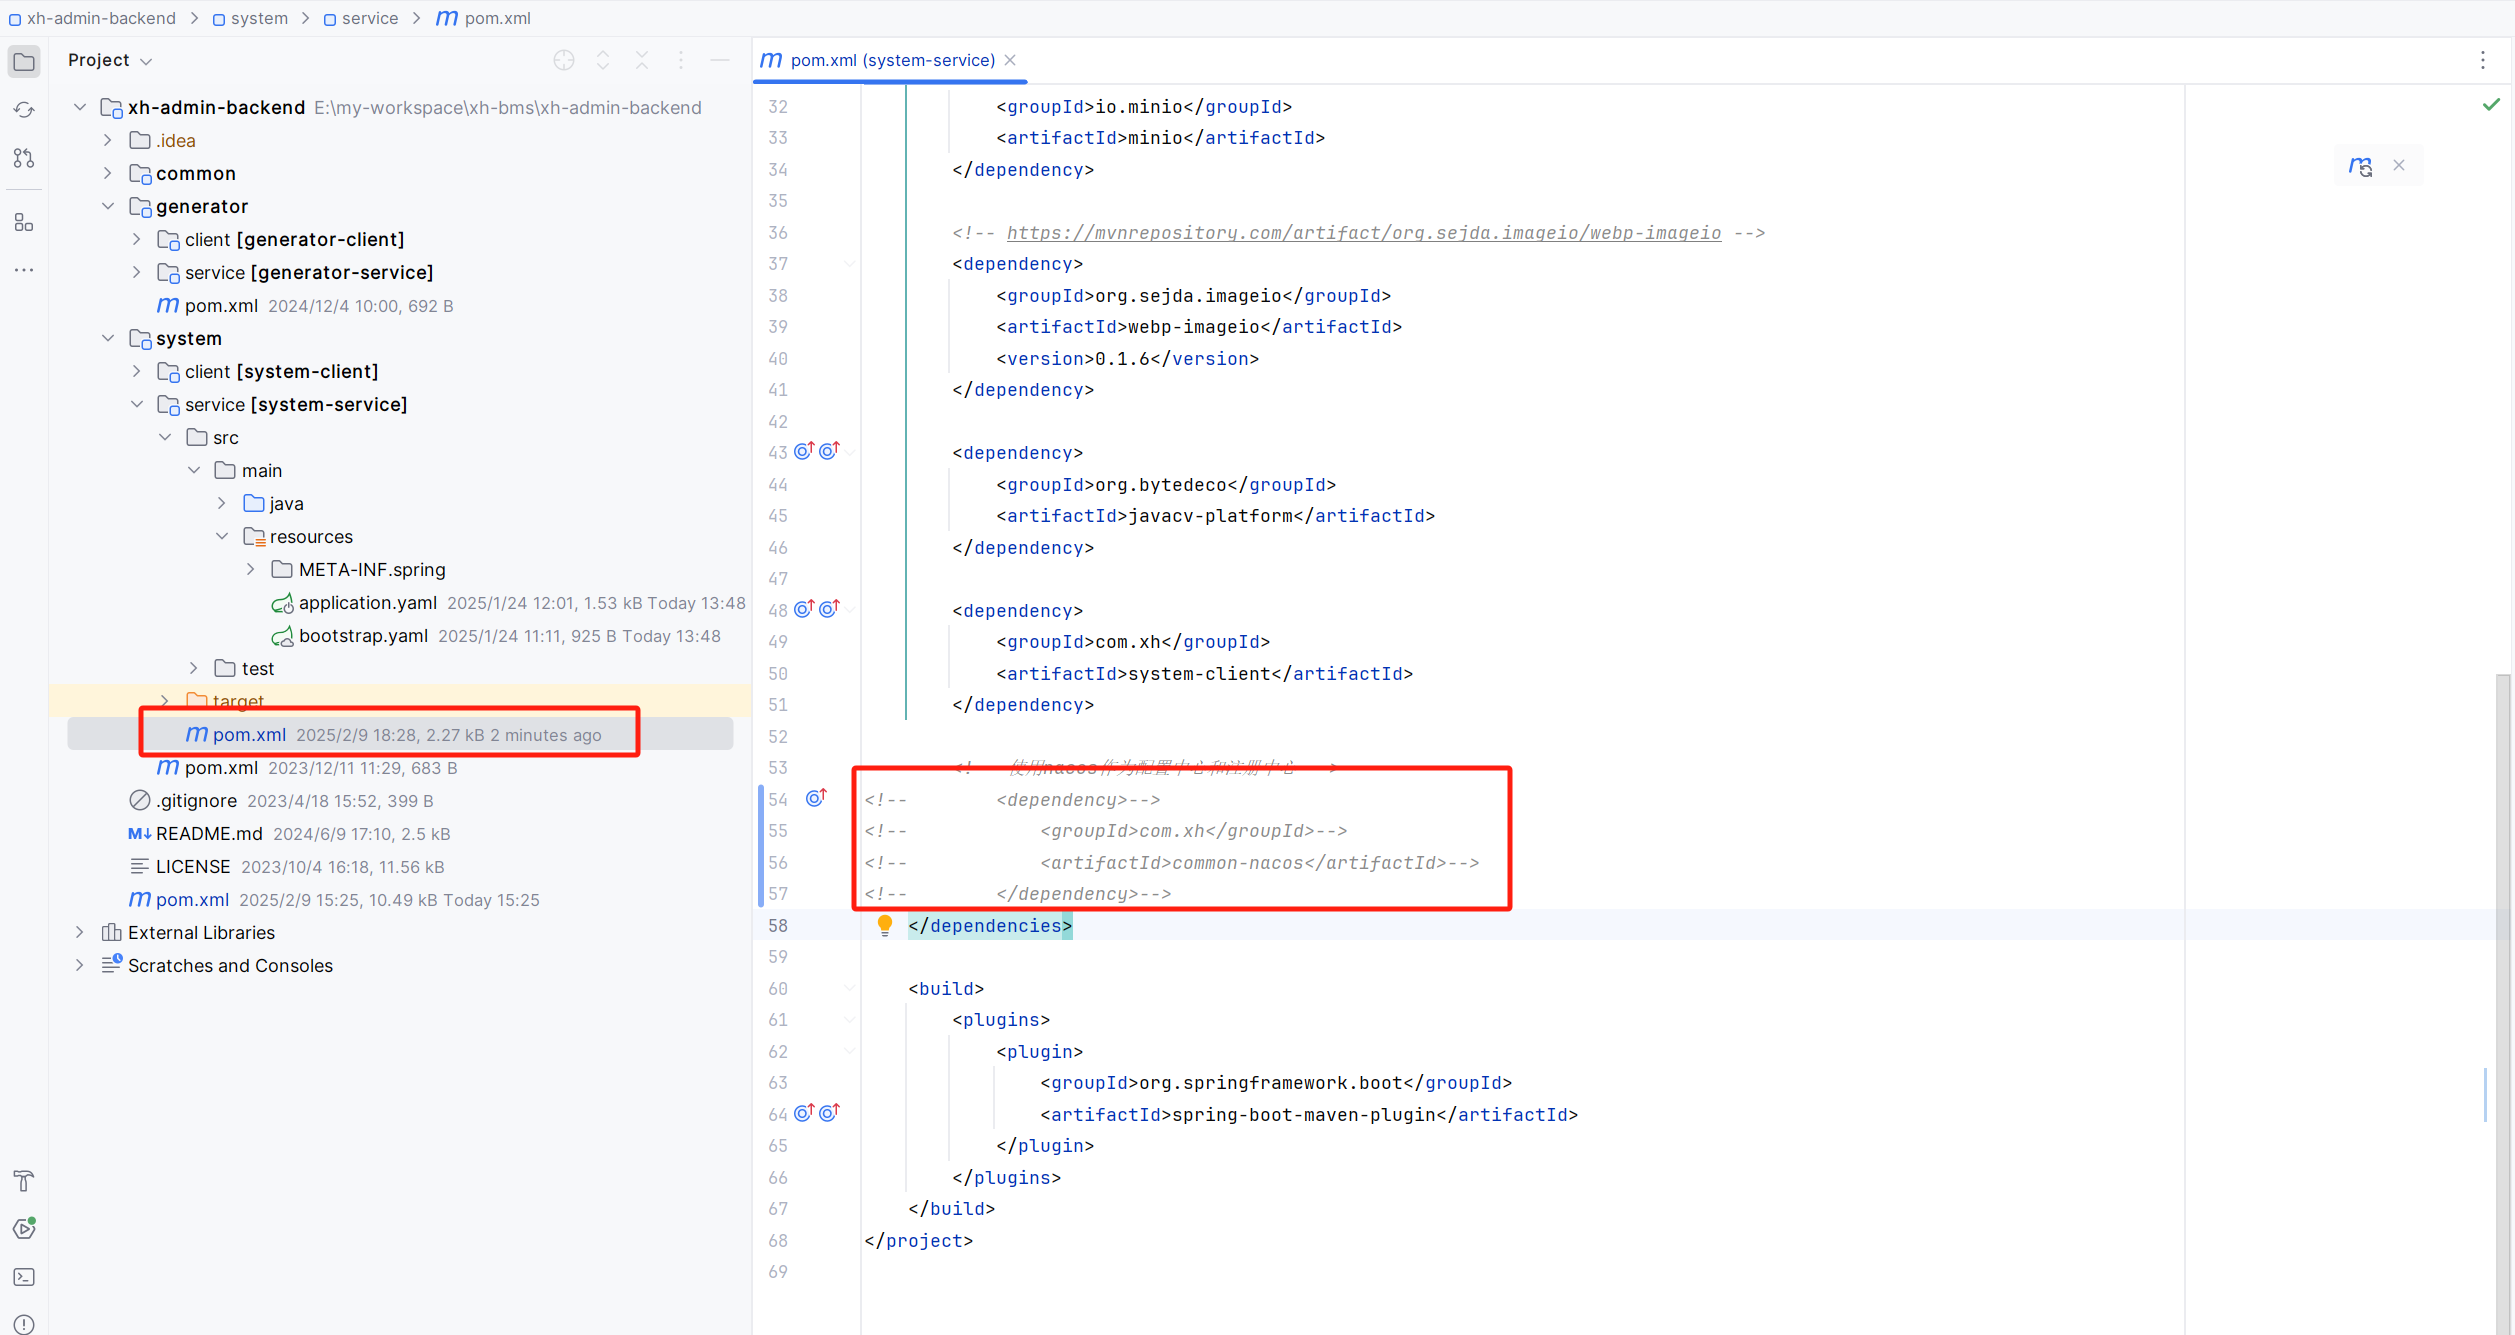 xh-admin-backend > system > service > m pom.xml
Project
xh-admin-backend E:\my-workspace\xh-bms\xh-admin-backend
.idea
common
generator
client [generator-client]
service [generator-service]
m pom.xml 2024/12/4 10:00, 692 B
system
client [system-client]
service [system-service]
src
main
java
resources
META-INF.spring
application.yaml 2025/1/24 12:01, 1.53 kB Today 13:48
bootstrap.yaml 2025/1/24 11:11, 925 B Today 13:48
test
target
m pom.xml 2025/2/9 18:28, 2.27 kB 2 minutes ago
m pom.xml 2023/12/11 11:29, 683 B
.gitignore 2023/4/18 15:52, 399 B
M↓ README.md 2024/6/9 17:10, 2.5 kB
LICENSE 2023/10/4 16:18, 11.56 kB
m pom.xml 2025/2/9 15:25, 10.49 kB Today 15:25
External Libraries
Scratches and Consoles
m pom.xml (system-service)
32 <groupId>io.minio</groupId>
33 <artifactId>minio</artifactId>
34 </dependency>
35
36 <!-- https://mvnrepository.com/artifact/org.sejda.imageio/webp-imageio -->
37 <dependency>
38 <groupId>org.sejda.imageio</groupId>
39 <artifactId>webp-imageio</artifactId>
40 <version>0.1.6</version>
41 </dependency>
42
43 <dependency>
44 <groupId>org.bytedeco</groupId>
45 <artifactId>javacv-platform</artifactId>
46 </dependency>
47
48 <dependency>
49 <groupId>com.xh</groupId>
50 <artifactId>system-client</artifactId>
51 </dependency>
52
53 <!-- 使用nacos作为配置中心和注册中心 -->
54 <!-- <dependency>-->
55 <!-- <groupId>com.xh</groupId>-->
56 <!-- <artifactId>common-nacos</artifactId>-->
57 <!-- </dependency>-->
58 </dependencies>
59
60 <build>
61 <plugins>
62 <plugin>
63 <groupId>org.springframework.boot</groupId>
64 <artifactId>spring-boot-maven-plugin</artifactId>
65 </plugin>
66 </plugins>
67 </build>
68 </project>
69